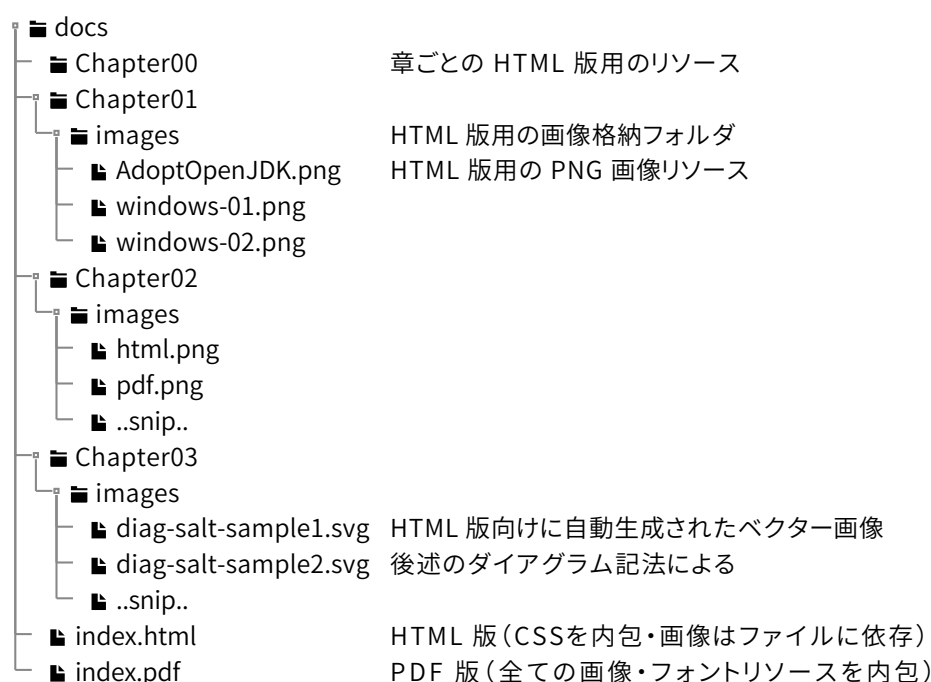 docs
Chapter00 章ごとの HTML 版用のリソース
Chapter01
images HTML 版用の画像格納フォルダ
AdoptOpenJDK.png HTML 版用の PNG 画像リソース
windows-01.png
windows-02.png
Chapter02
images
html.png
pdf.png
..snip..
Chapter03
images
diag-salt-sample1.svg HTML 版向けに自動生成されたベクター画像
diag-salt-sample2.svg 後述のダイアグラム記法による
..snip..
index.html HTML 版（CSSを内包・画像はファイルに依存）
index.pdf PDF 版（全ての画像・フォントリソースを内包）